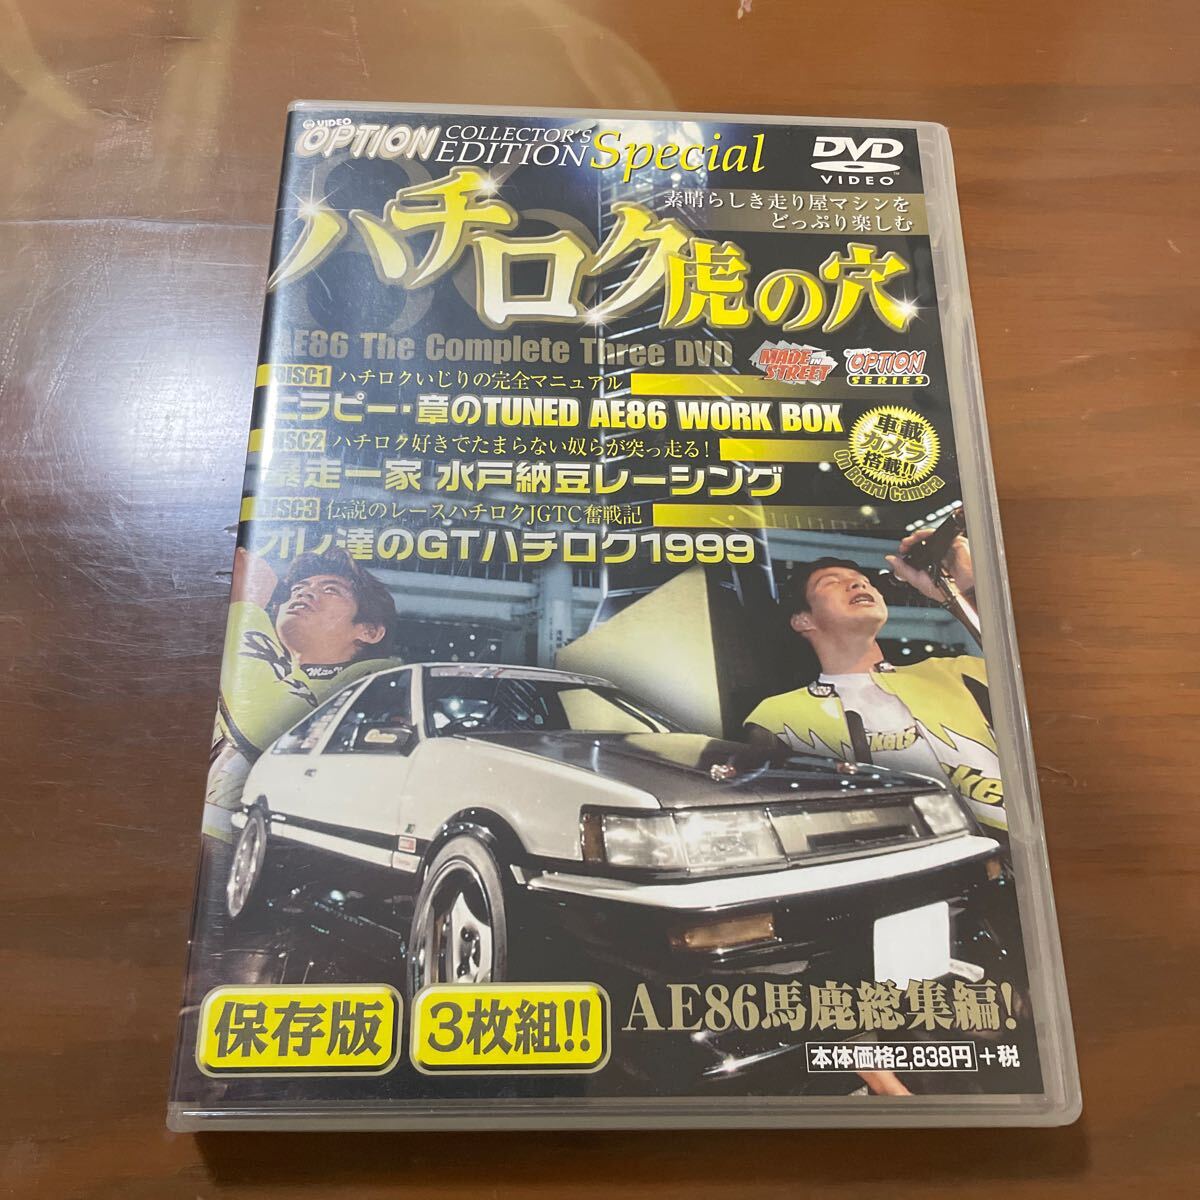 VIDEO
OPTION
COLLECTOR'S
EDITION Special
DVD
VIDEO
素晴らしき走り屋マシンを
どっぷり楽しむ
ハチロク虎の穴
AE86 The Complete Three DVD
MADE IN STREET
OPTION
SERIES
DISC1 ハチロクいじりの完全マニュアル
ニラピー・章のTUNED AE86 WORK BOX
DISC2 ハチロク好きでたまらない奴らが突っ走る!
暴走一家 水戸納豆レーシング
車載
カメラ
搭載!!
On Board Camera
DISC3 伝説のレースハチロクJGTC奮戦記
オレ達のGTハチロク1999
保存版
3枚組!!
AE86馬鹿総集編!
本体価格2,838円+税